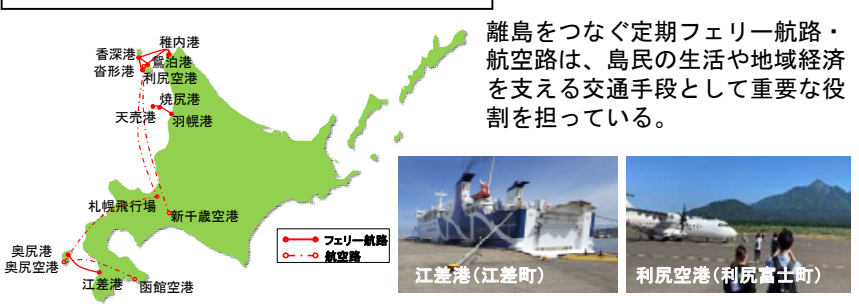 離島をつなぐ定期フェリー航路・
航空路は、島民の生活や地域経済
を支える交通手段として重要な役
割を担っている。
稚内港
香深港
鴛泊港
沓形港
利尻空港
焼尻港
天売港
羽幌港
札幌飛行場
新千歳空港
奥尻港
奥尻空港
江差港
函館空港
フェリー航路
航空路
江差港(江差町)
利尻空港(利尻富士町)